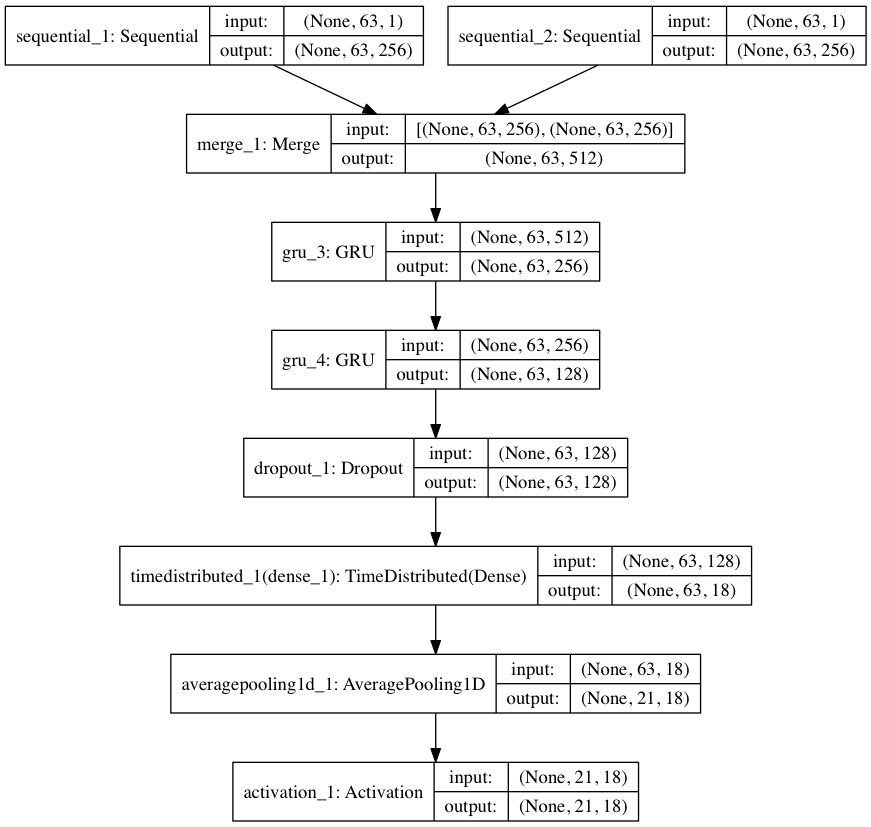 sequential_1: Sequential input: (None, 63, 1)
output: (None, 63, 256)
sequential_2: Sequential input: (None, 63, 1)
output: (None, 63, 256)
merge_1: Merge input: [(None, 63, 256), (None, 63, 256)]
output: (None, 63, 512)
gru_3: GRU input: (None, 63, 512)
output: (None, 63, 256)
gru_4: GRU input: (None, 63, 256)
output: (None, 63, 128)
dropout_1: Dropout input: (None, 63, 128)
output: (None, 63, 128)
timedistributed_1(dense_1): TimeDistributed(Dense) input: (None, 63, 128)
output: (None, 63, 18)
averagepooling1d_1: AveragePooling1D input: (None, 63, 18)
output: (None, 21, 18)
activation_1: Activation input: (None, 21, 18)
output: (None, 21, 18)